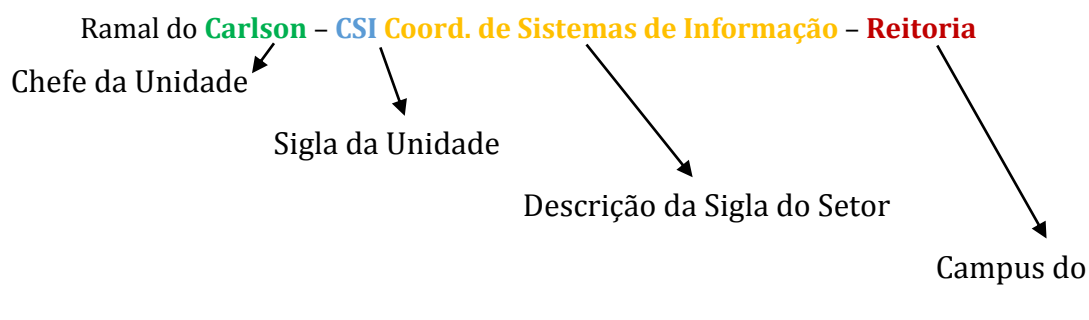 Ramal do Carlson – CSI Coord. de Sistemas de Informação – Reitoria
Chefe da Unidade
Sigla da Unidade
Descrição da Sigla do Setor
Campus do